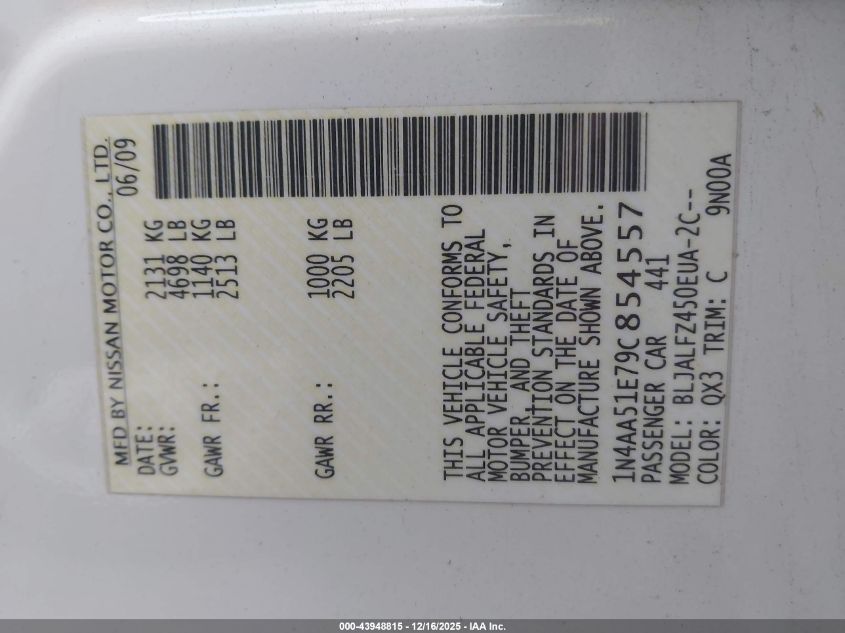 MFD BY NISSAN MOTOR CO., LTD.
DATE: 06/09
GVWR: 2131 KG
4698 LB
GAWR FR.: 1140 KG
2513 LB
GAWR RR.: 1000 KG
2205 LB
THIS VEHICLE CONFORMS TO
ALL APPLICABLE FEDERAL
MOTOR VEHICLE SAFETY,
BUMPER, AND THEFT
PREVENTION STANDARDS IN
EFFECT ON THE DATE OF
MANUFACTURE SHOWN ABOVE.
1N4AA51E79C854557
PASSENGER CAR 441
MODEL: BLJALFZ450EUA-2C--
COLOR: QX3 TRIM: C 9N00A
000-43948815 - 12/16/2025 - IAA Inc.